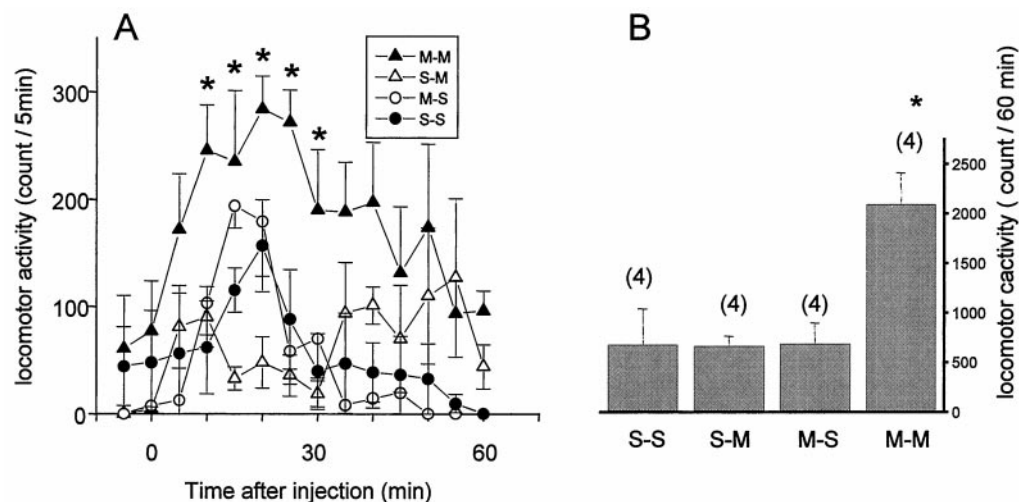 A
B
* * * * *
M-M
S-M
M-S
S-S
300
200
100
0
locomotor activity (count / 5min)
0 30 60
Time after injection (min)
*
(4) (4) (4) (4)
2500
2000
1500
1000
500
0
locomotor cactivity ( count / 60 min)
S-S S-M M-S M-M